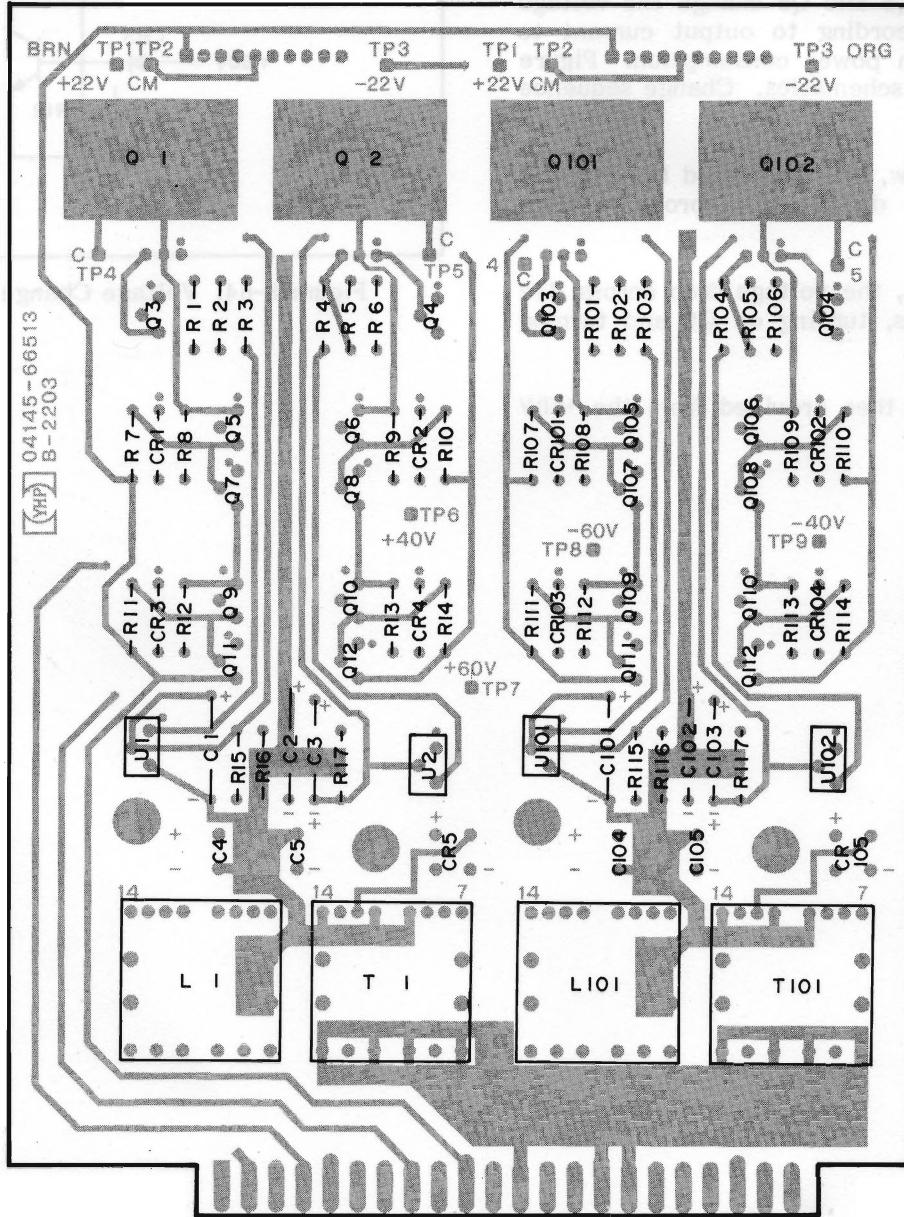 BRN TP1 TP2 TP3 TP1 TP2 TP3 ORG
+22V CM -22V +22V CM -22V
Q 1 Q 2 Q101 Q102
C TP4 C TP5 4 C C 5
Q3 R1 R2 R3 R4 R5 R6 Q4 Q103 R101 R102 R103 R104 R105 R106 Q104
YHP 04145-66513
B-2203
R7 CR1 R8 Q5 Q6 R9 CR2 R10 R107 CR101 R108 Q105 Q106 R109 CR102 R110
Q7 Q8 Q107 Q108
TP6 +40V -60V TP8 -40V TP9
R11 CR3 R12 Q9 Q10 R13 CR4 R14 R111 CR103 R112 Q109 Q110 R113 CR104 R114
Q11 Q12 Q111 Q112
+60V TP7
+ + + + + +
U1 C1 R15 R16 C2 C3 R17 U2 U101 C101 R115 R116 C102 C103 R117 U102
- - - - - -
+ C4 C5 + + CR5 + C104 C105 + + CR105
- - - - - -
14 14 7 14 14 7
L 1 T 1 L101 T101